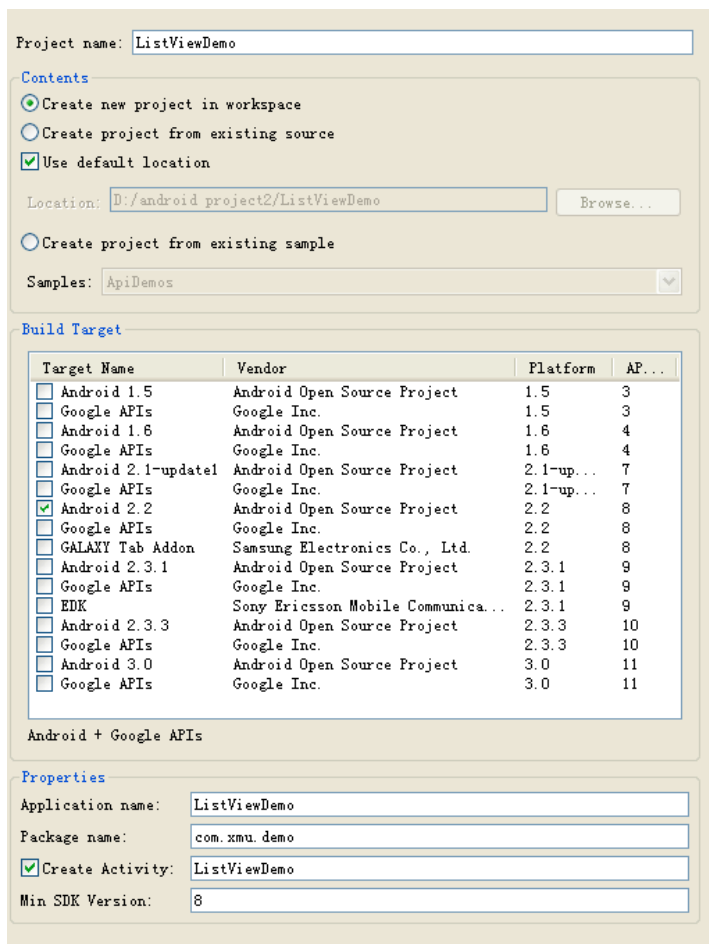 Project name: ListViewDemo
Contents
Create new project in workspace
Create project from existing source
Use default location
Location: D:/android project2/ListViewDemo Browse...
Create project from existing sample
Samples: ApiDemos
Build Target
Target Name Vendor Platform AP...
Android 1.5 Android Open Source Project 1.5 3
Google APIs Google Inc. 1.5 3
Android 1.6 Android Open Source Project 1.6 4
Google APIs Google Inc. 1.6 4
Android 2.1-update1 Android Open Source Project 2.1-up... 7
Google APIs Google Inc. 2.1-up... 7
Android 2.2 Android Open Source Project 2.2 8
Google APIs Google Inc. 2.2 8
GALAXY Tab Addon Samsung Electronics Co., Ltd. 2.2 8
Android 2.3.1 Android Open Source Project 2.3.1 9
Google APIs Google Inc. 2.3.1 9
EDK Sony Ericsson Mobile Communica... 2.3.1 9
Android 2.3.3 Android Open Source Project 2.3.3 10
Google APIs Google Inc. 2.3.3 10
Android 3.0 Android Open Source Project 3.0 11
Google APIs Google Inc. 3.0 11
Android + Google APIs
Properties
Application name: ListViewDemo
Package name: com.xmu.demo
Create Activity: ListViewDemo
Min SDK Version: 8